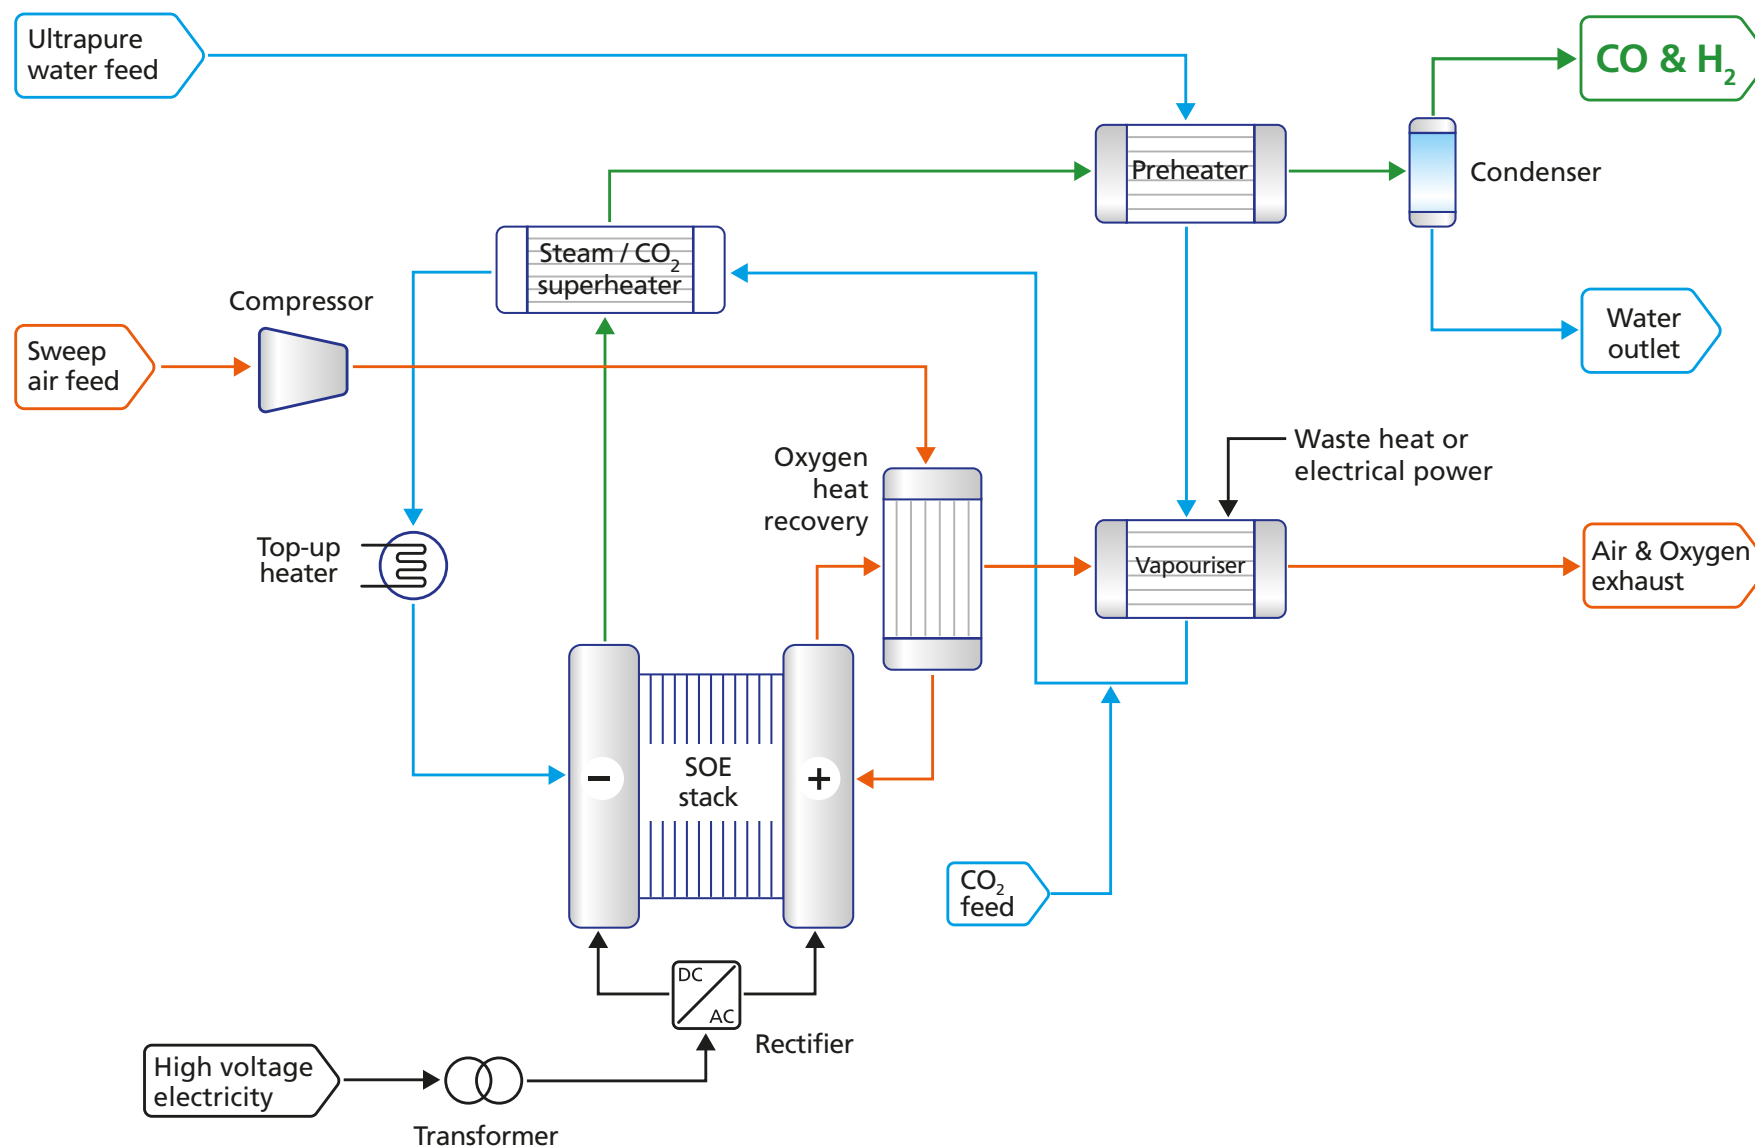 Ultrapure
water feed
CO & H₂
Preheater
Condenser
Steam / CO₂
superheater
Compressor
Sweep
air feed
Water
outlet
Waste heat or
electrical power
Oxygen
heat
recovery
Top-up
heater
Vapouriser
Air & Oxygen
exhaust
−
SOE
stack
+
CO₂
feed
DC
AC
Rectifier
High voltage
electricity
Transformer